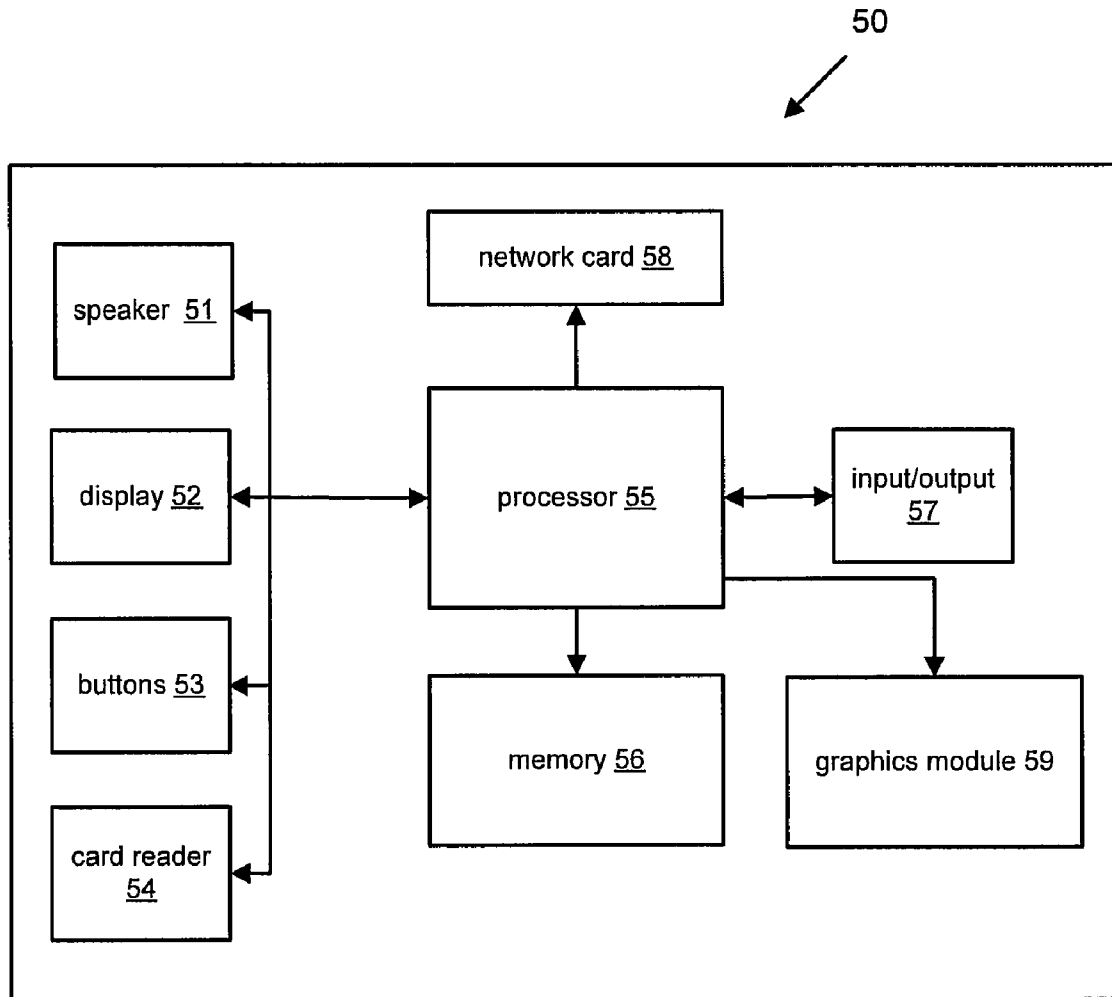 50
network card 58
speaker 51
display 52
processor 55
input/output
57
buttons 53
memory 56
graphics module 59
card reader
54